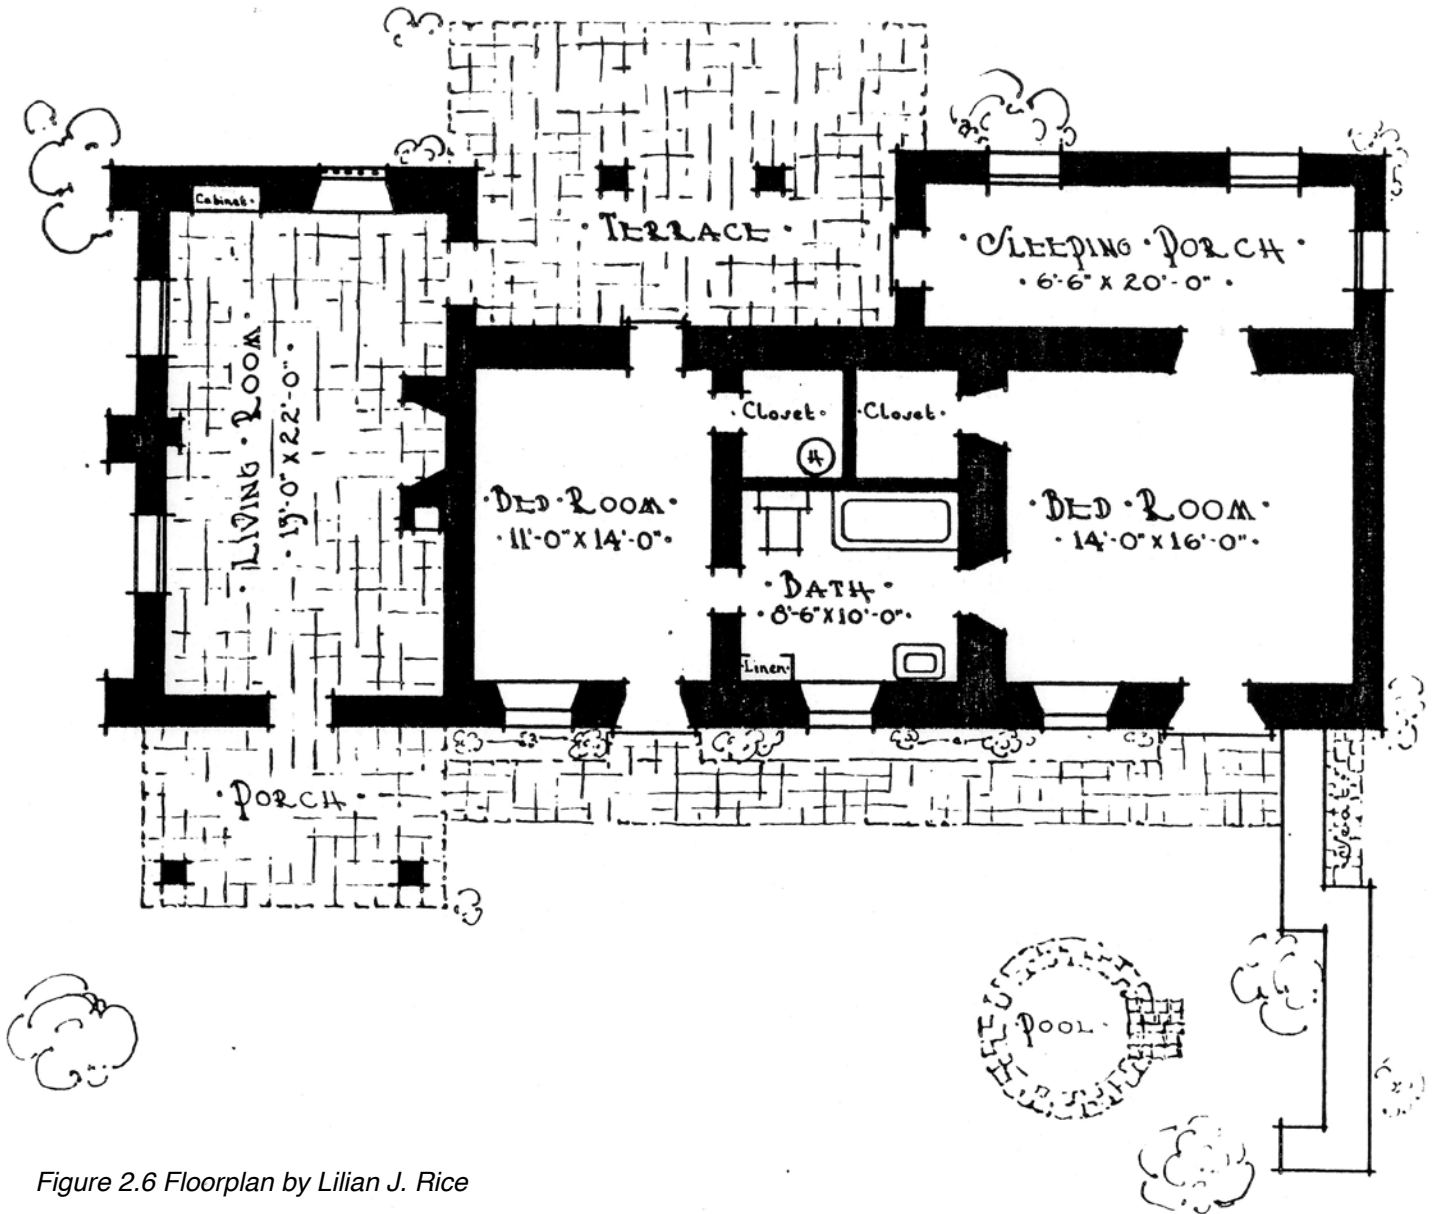 Cabinet·
· TERRACE ·
· SLEEPING · PORCH ·
· 6'-6" X 20'-0" ·
· LIVING · ROOM ·
· 13'-0" X 22'-0" ·
· Closet ·
· Closet ·
H
· BED · ROOM ·
· 11'-0" X 14'-0" ·
· BED · ROOM ·
· 14'-0" X 16'-0" ·
· BATH ·
· 8'-6" X 10'-0" ·
·Linen·
· PORCH ·
·Seat·
· POOL ·
Figure 2.6 Floorplan by Lilian J. Rice